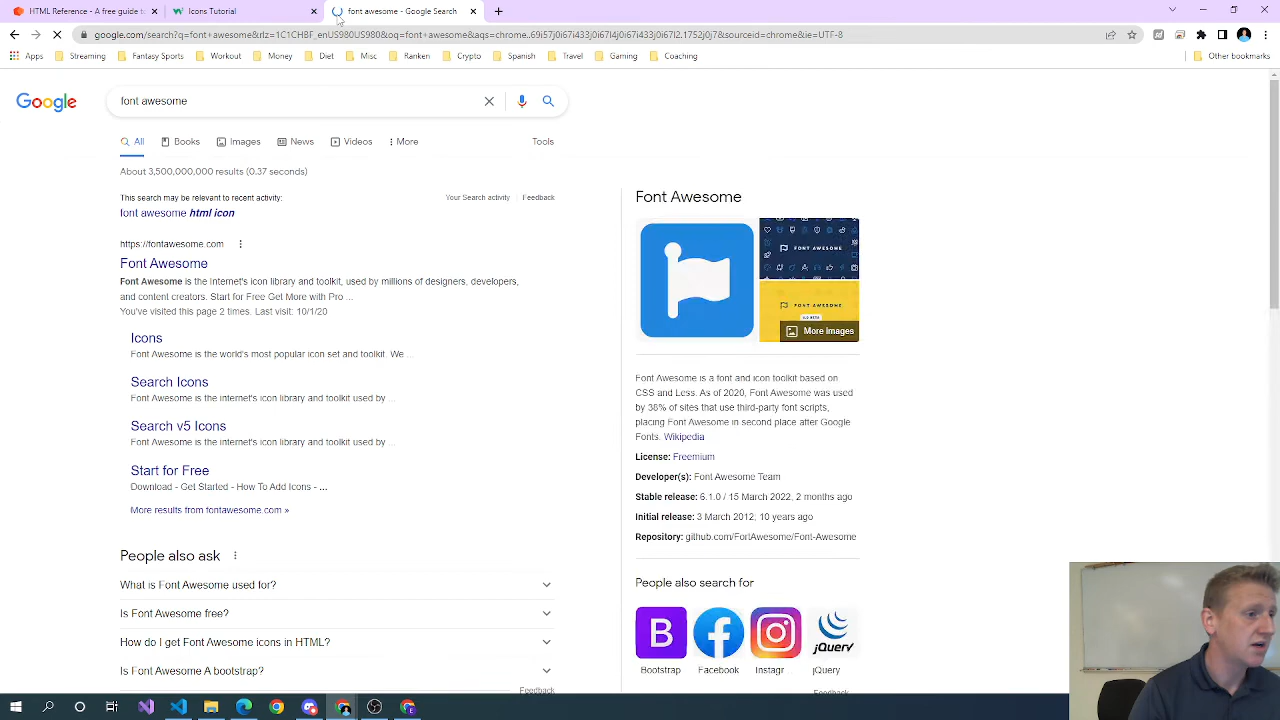 HTML Reference - A free guide to
Icons Tutorial
font awesome - Google Search
google.com/search?q=font+awesome&rlz=1C1CHBF_enUS980US980&oq=font+awesome&aqs=chrome..69i57j0i67i433j0i67j0i4j0i67i433j0i67l2.1752j0j7&sourceid=chrome&ie=UTF-8
Apps Streaming Fantasy Sports Workout Money Diet Misc Ranken Crypto Spanish Travel Gaming Coaching Other bookmarks
Google
font awesome
All Books Images News Videos More Tools
About 3,500,000,000 results (0.37 seconds)
This search may be relevant to recent activity: Your Search activity Feedback
font awesome html icon
https://fontawesome.com
Font Awesome
Font Awesome is the Internet's icon library and toolkit, used by millions of designers, developers,
and content creators. Start for Free Get More with Pro ...
You've visited this page 2 times. Last visit: 10/1/20
Icons
Font Awesome is the world's most popular icon set and toolkit. We ...
Search Icons
Font Awesome is the internet's icon library and toolkit used by ...
Search v5 Icons
Font Awesome is the internet's icon library and toolkit used by ...
Start for Free
Download - Get Started - How To Add Icons - ...
More results from fontawesome.com »
People also ask
What is Font Awesome used for?
Is Font Awesome free?
How do I get Font Awesome icons in HTML?
Is Font Awesome A bootstrap?
Feedback
Font Awesome
FONT AWESOME
FONT AWESOME
More images
Font Awesome is a font and icon toolkit based on
CSS and Less. As of 2020, Font Awesome was used
by 38% of sites that use third-party font scripts,
placing Font Awesome in second place after Google
Fonts. Wikipedia
License: Freemium
Developer(s): Font Awesome Team
Stable release: 6.1.0 / 15 March 2022, 2 months ago
Initial release: 3 March 2012, 10 years ago
Repository: github.com/FortAwesome/Font-Awesome
People also search for
B
jQuery
Bootstrap Facebook Instagr... jQuery
Feedback